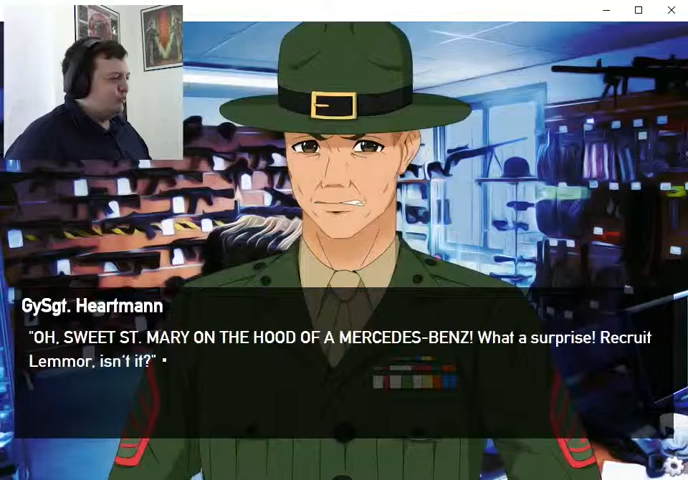 GySgt. Heartmann
"OH, SWEET ST. MARY ON THE HOOD OF A MERCEDES-BENZ! What a surprise! Recruit
Lemmor, isn't it?"